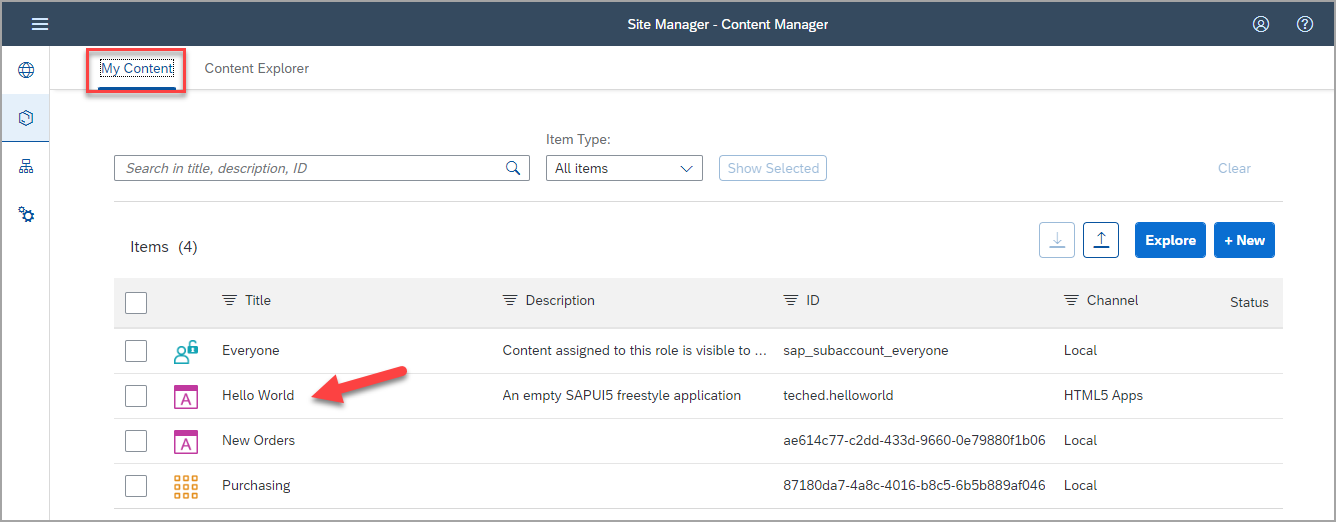 Site Manager - Content Manager
My Content Content Explorer
Item Type:
Search in title, description, ID All items Show Selected Clear
Items (4) Explore + New
Title Description ID Channel Status
Everyone Content assigned to this role is visible to ... sap_subaccount_everyone Local
A Hello World An empty SAPUI5 freestyle application teched.helloworld HTML5 Apps
A New Orders ae614c77-c2dd-433d-9660-0e79880f1b06 Local
Purchasing 87180da7-4a8c-4016-b8c5-6b5b889af046 Local